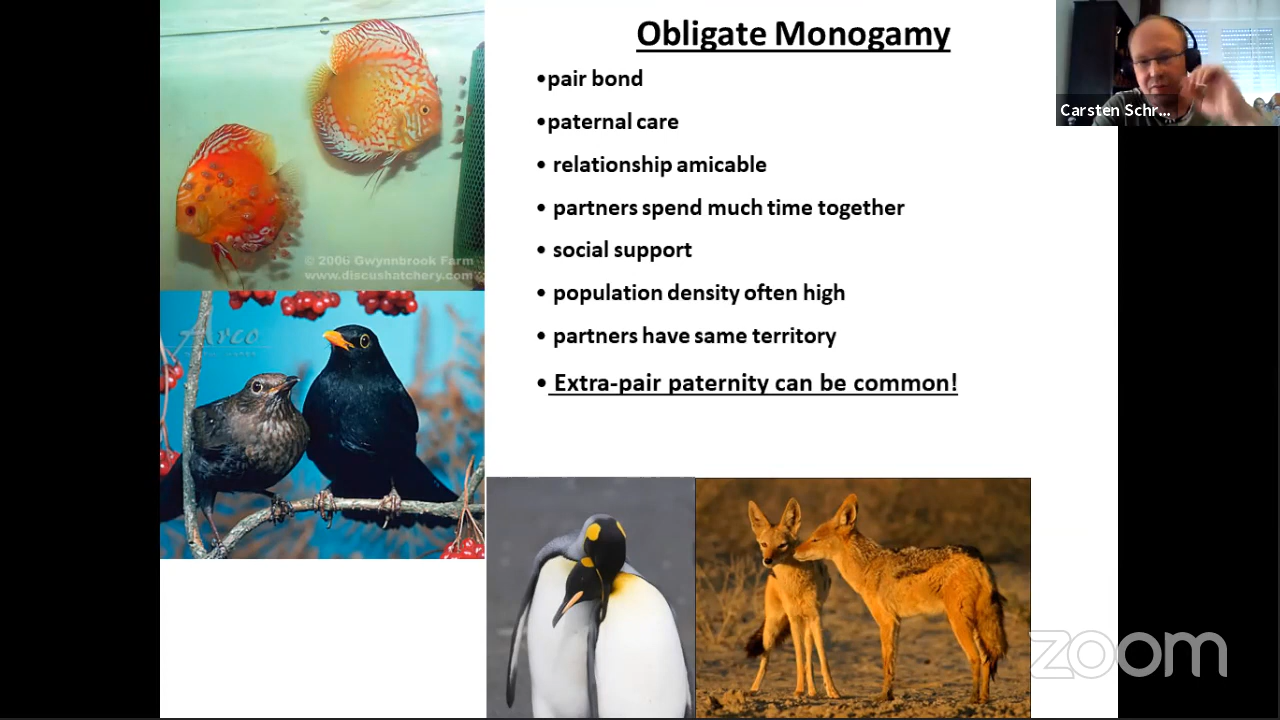 Obligate Monogamy
•pair bond
•paternal care
• relationship amicable
• partners spend much time together
• social support
• population density often high
• partners have same territory
• Extra-pair paternity can be common!
Carsten Schr...
© 2006 Gwynnbrook Farm
www.discushatchery.com
Arco
zoom